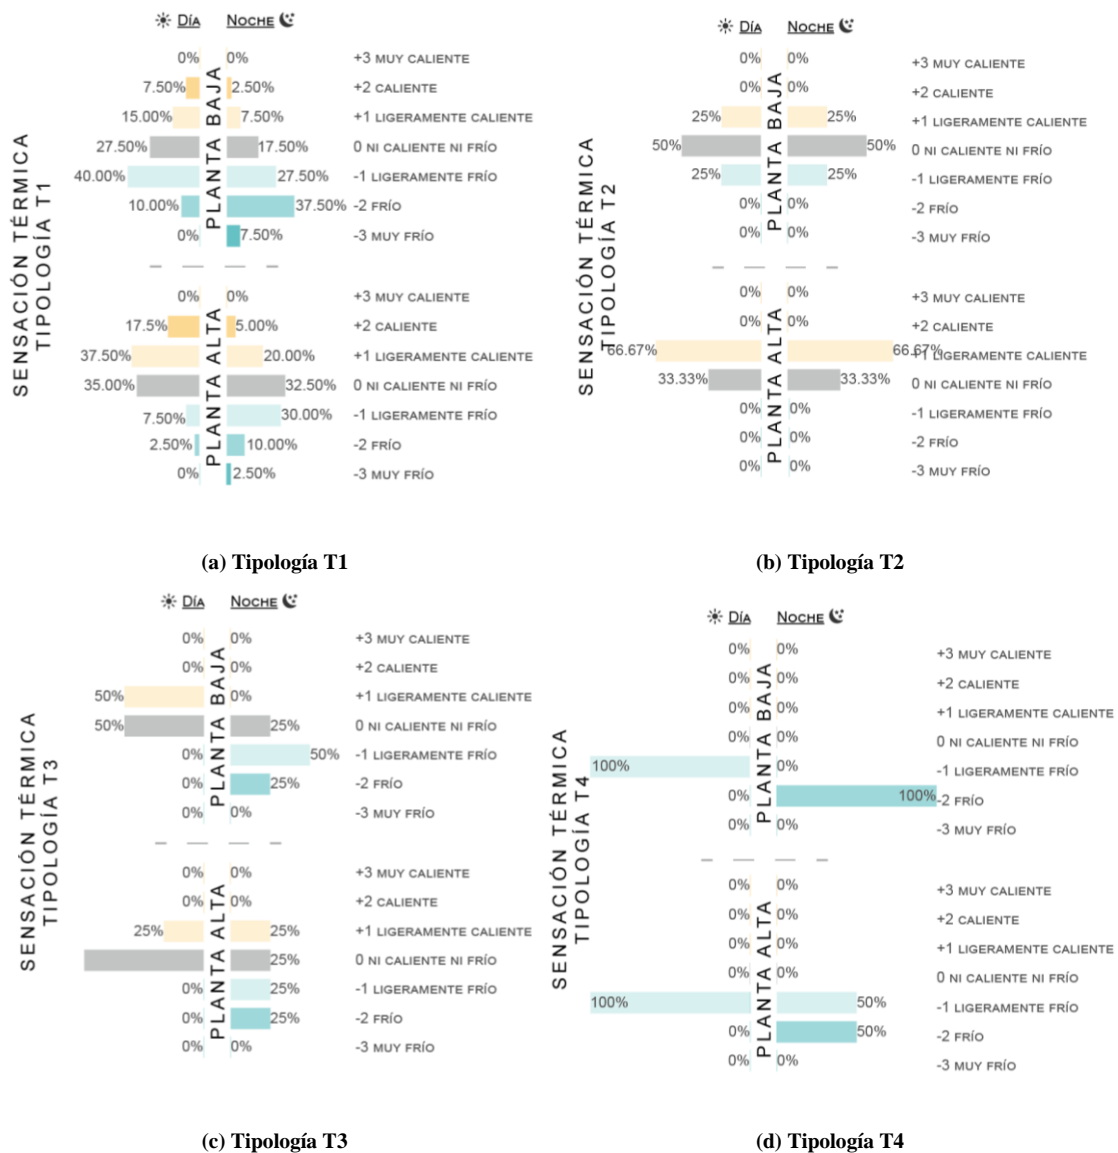 DÍA NOCHE
SENSACIÓN TÉRMICA
TIPOLOGÍA T1
PLANTA BAJA
0% 0% +3 MUY CALIENTE
7.50% 2.50% +2 CALIENTE
15.00% 7.50% +1 LIGERAMENTE CALIENTE
27.50% 17.50% 0 NI CALIENTE NI FRÍO
40.00% 27.50% -1 LIGERAMENTE FRÍO
10.00% 37.50% -2 FRÍO
0% 7.50% -3 MUY FRÍO
PLANTA ALTA
0% 0% +3 MUY CALIENTE
17.5% 5.00% +2 CALIENTE
37.50% 20.00% +1 LIGERAMENTE CALIENTE
35.00% 32.50% 0 NI CALIENTE NI FRÍO
7.50% 30.00% -1 LIGERAMENTE FRÍO
2.50% 10.00% -2 FRÍO
0% 2.50% -3 MUY FRÍO
(a) Tipología T1
DÍA NOCHE
SENSACIÓN TÉRMICA
TIPOLOGÍA T2
PLANTA BAJA
0% 0% +3 MUY CALIENTE
0% 0% +2 CALIENTE
25% 25% +1 LIGERAMENTE CALIENTE
50% 50% 0 NI CALIENTE NI FRÍO
25% 25% -1 LIGERAMENTE FRÍO
0% 0% -2 FRÍO
0% 0% -3 MUY FRÍO
PLANTA ALTA
0% 0% +3 MUY CALIENTE
0% 0% +2 CALIENTE
66.67% 66.67% +1 LIGERAMENTE CALIENTE
33.33% 33.33% 0 NI CALIENTE NI FRÍO
0% 0% -1 LIGERAMENTE FRÍO
0% 0% -2 FRÍO
0% 0% -3 MUY FRÍO
(b) Tipología T2
DÍA NOCHE
SENSACIÓN TÉRMICA
TIPOLOGÍA T3
PLANTA BAJA
0% 0% +3 MUY CALIENTE
0% 0% +2 CALIENTE
50% 0% +1 LIGERAMENTE CALIENTE
50% 25% 0 NI CALIENTE NI FRÍO
0% 50% -1 LIGERAMENTE FRÍO
0% 25% -2 FRÍO
0% 0% -3 MUY FRÍO
PLANTA ALTA
0% 0% +3 MUY CALIENTE
0% 0% +2 CALIENTE
25% 25% +1 LIGERAMENTE CALIENTE
25% 0 NI CALIENTE NI FRÍO
0% 25% -1 LIGERAMENTE FRÍO
0% 25% -2 FRÍO
0% 0% -3 MUY FRÍO
(c) Tipología T3
DÍA NOCHE
SENSACIÓN TÉRMICA
TIPOLOGÍA T4
PLANTA BAJA
0% 0% +3 MUY CALIENTE
0% 0% +2 CALIENTE
0% 0% +1 LIGERAMENTE CALIENTE
0% 0% 0 NI CALIENTE NI FRÍO
100% 0% -1 LIGERAMENTE FRÍO
0% 100% -2 FRÍO
0% 0% -3 MUY FRÍO
PLANTA ALTA
0% 0% +3 MUY CALIENTE
0% 0% +2 CALIENTE
0% 0% +1 LIGERAMENTE CALIENTE
0% 0% 0 NI CALIENTE NI FRÍO
100% 50% -1 LIGERAMENTE FRÍO
0% 50% -2 FRÍO
0% 0% -3 MUY FRÍO
(d) Tipología T4